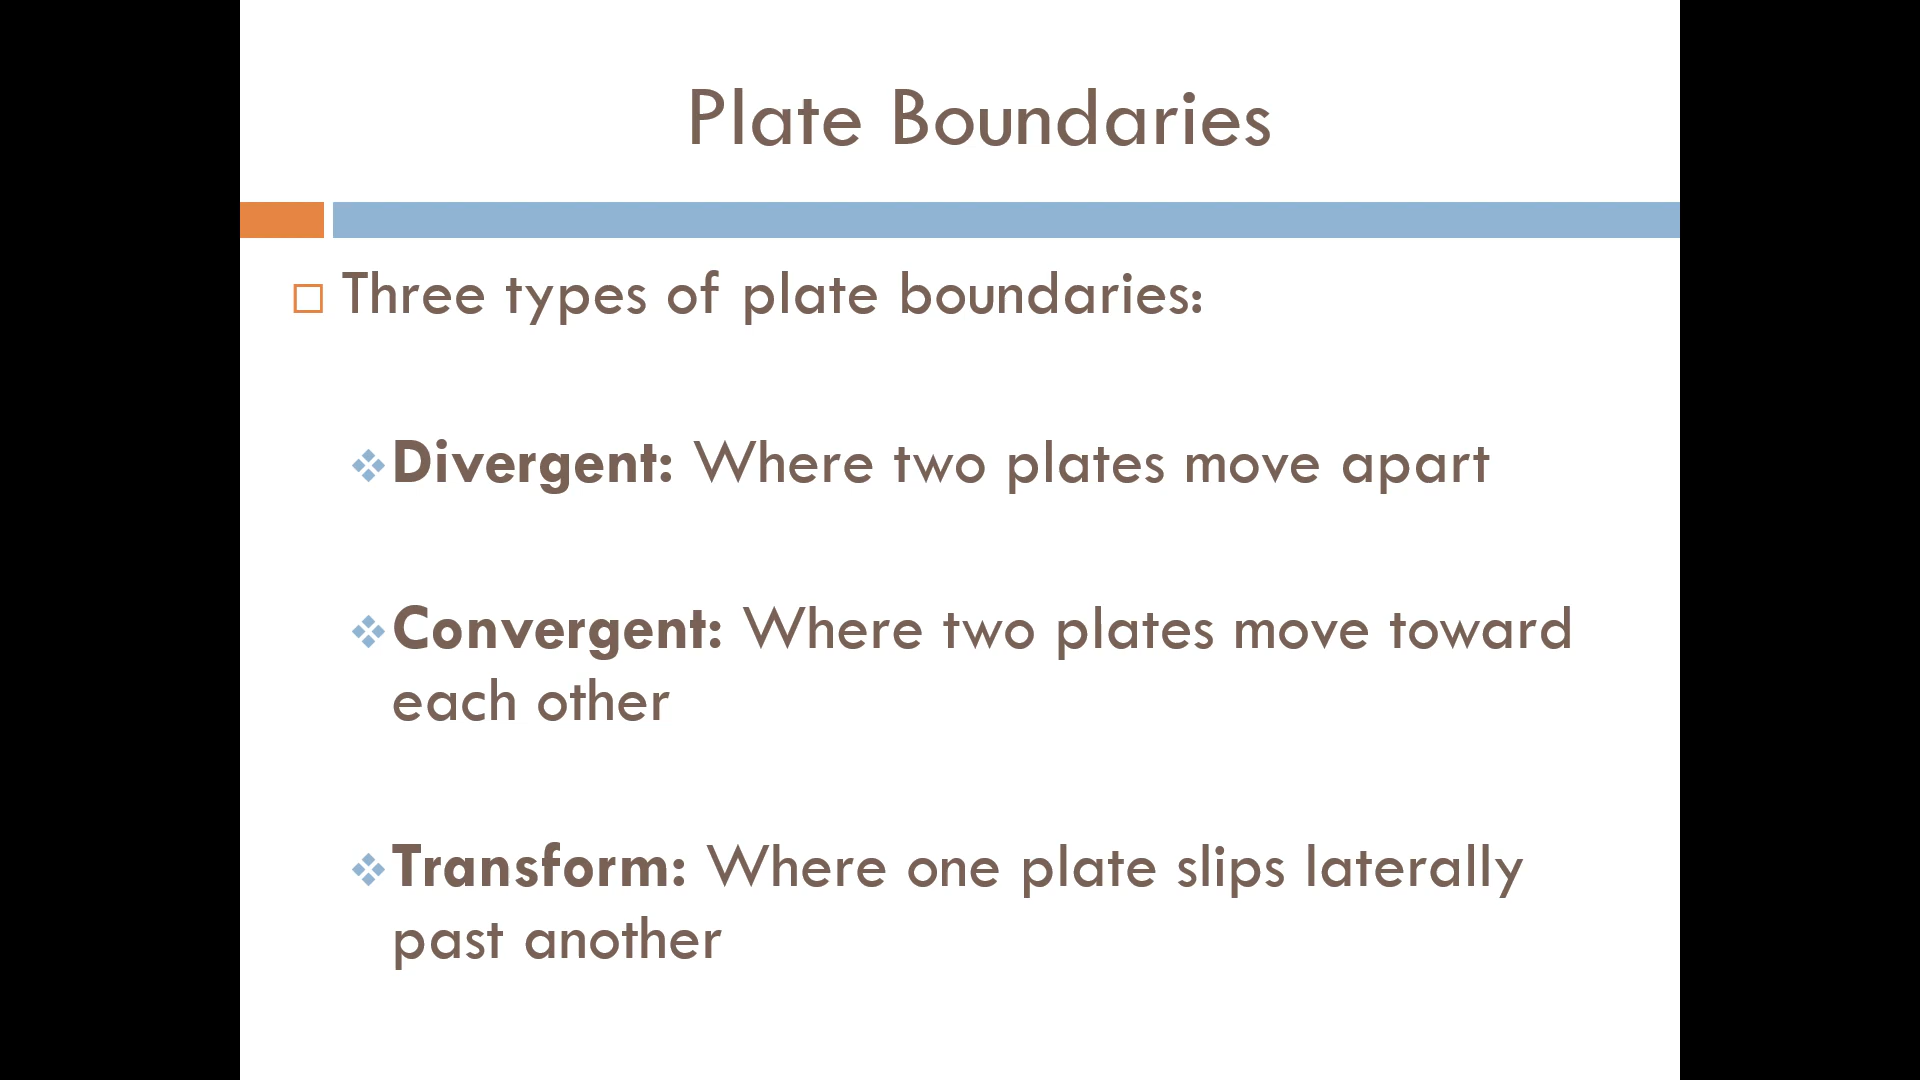 Plate Boundaries
Three types of plate boundaries:
Divergent: Where two plates move apart
Convergent: Where two plates move toward
each other
Transform: Where one plate slips laterally
past another